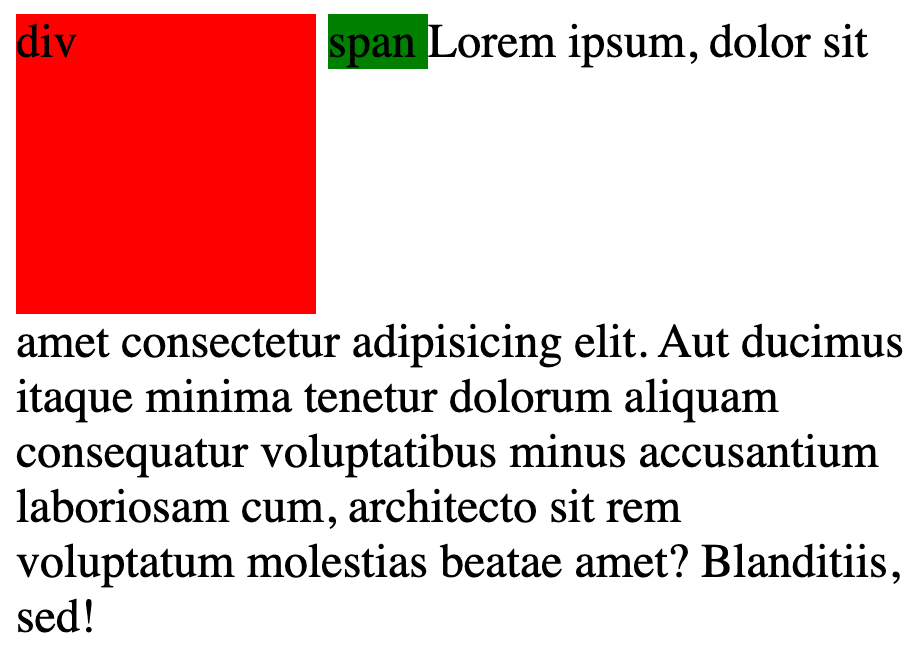 div span Lorem ipsum, dolor sit
amet consectetur adipisicing elit. Aut ducimus
itaque minima tenetur dolorum aliquam
consequatur voluptatibus minus accusantium
laboriosam cum, architecto sit rem
voluptatum molestias beatae amet? Blanditiis,
sed!